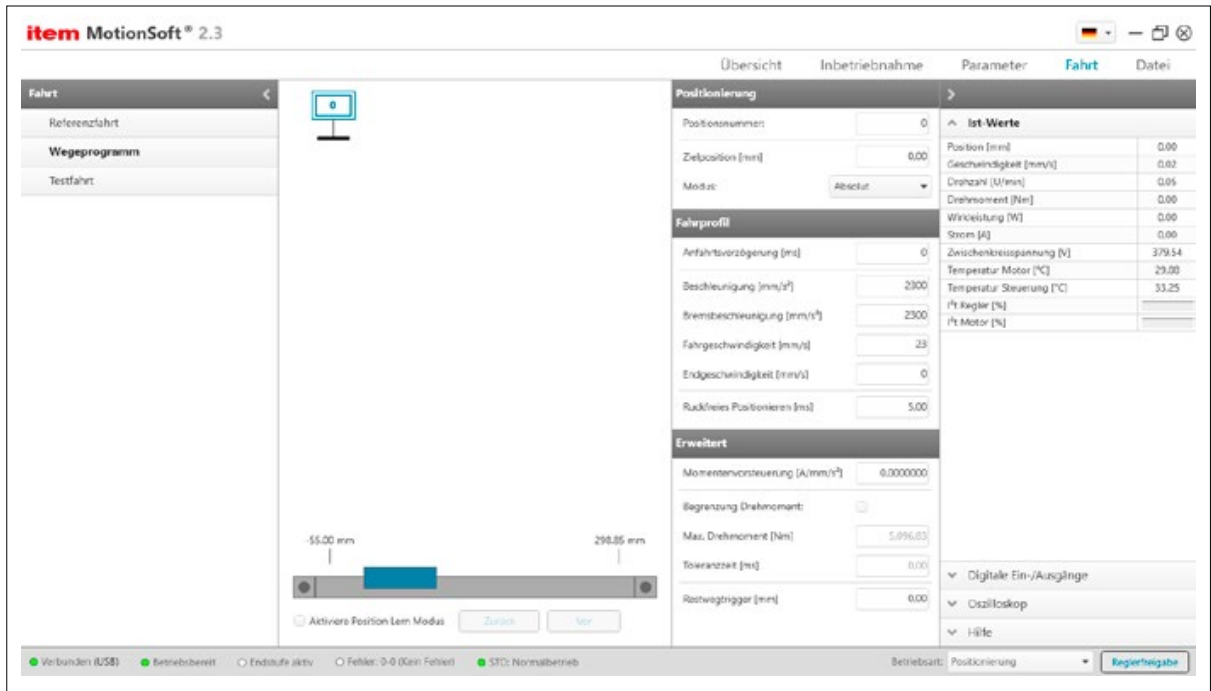 item MotionSoft® 2.3
Übersicht Inbetriebnahme Parameter Fahrt Datei
Fahrt
Referenzfahrt
Wegeprogramm
Testfahrt
0
-55.00 mm 298.85 mm
Aktiviere Position Lern Modus Zurück Vor
Positionierung
Positionsnummer: 0
Zielposition [mm] 0,00
Modus: Absolut
Fahrprofil
Anfahrtsverzögerung [ms] 0
Beschleunigung [mm/s²] 2300
Bremsbeschleunigung [mm/s²] 2300
Fahrgeschwindigkeit [mm/s] 23
Endgeschwindigkeit [mm/s] 0
Ruckfreies Positionieren [ms] 5,00
Erweitert
Momentenvorsteuerung [A/mm/s²] 0,0000000
Begrenzung Drehmoment:
Max. Drehmoment [Nm] 5.096,83
Toleranzzeit [ms] 0,00
Restwegtrigger [mm] 0,00
Ist-Werte
Position [mm] 0.00
Geschwindigkeit [mm/s] 0.02
Drehzahl [U/min] 0.05
Drehmoment [Nm] 0.00
Wirkleistung [W] 0.00
Strom [A] 0.00
Zwischenkreisspannung [V] 379.54
Temperatur Motor [°C] 29.00
Temperatur Steuerung [°C] 33.25
I²t Regler [%]
I²t Motor [%]
Digitale Ein-/Ausgänge
Oszilloskop
Hilfe
Verbunden (USB) Betriebsbereit Endstufe aktiv Fehler: 0-0 (Kein Fehler) STO: Normalbetrieb Betriebsart: Positionierung Reglerfreigabe